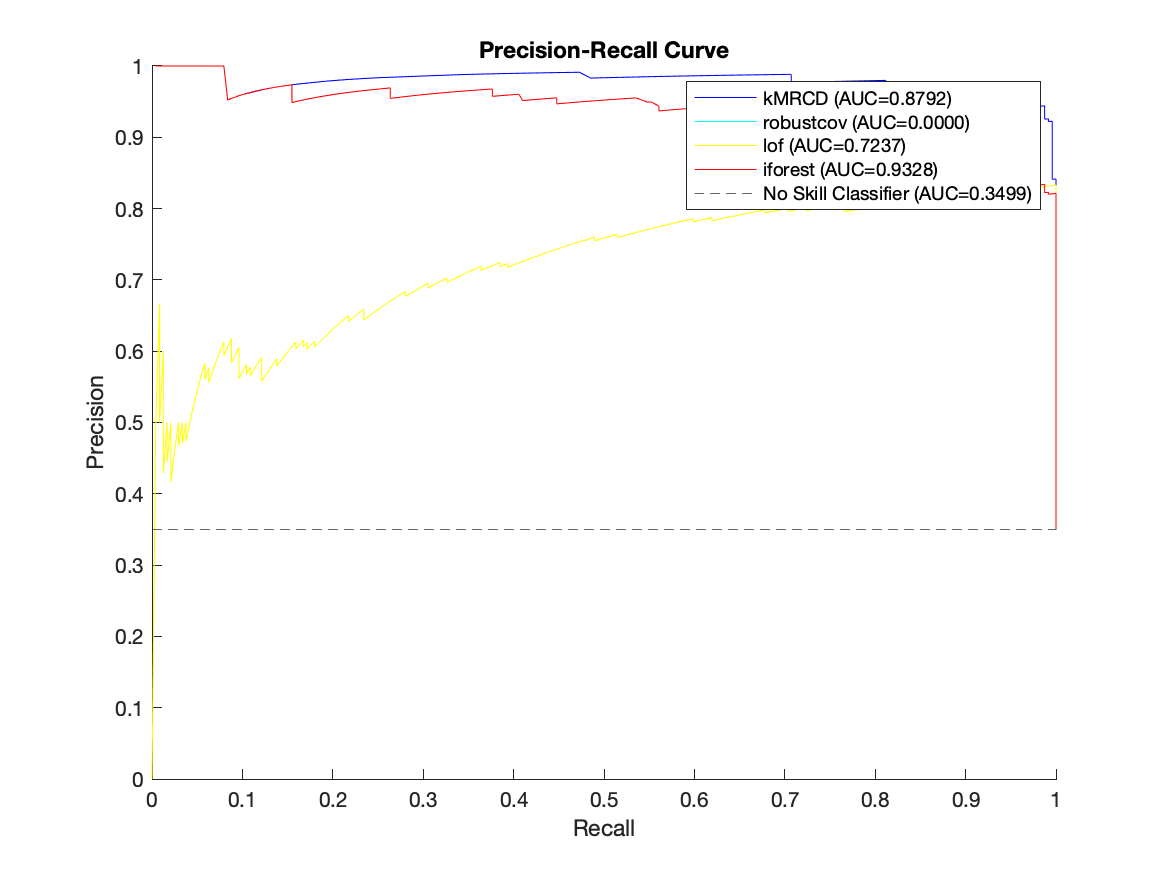 Precision-Recall Curve
kMRCD (AUC=0.8792)
robustcov (AUC=0.0000)
lof (AUC=0.7237)
iforest (AUC=0.9328)
No Skill Classifier (AUC=0.3499)
Precision
1
0.9
0.8
0.7
0.6
0.5
0.4
0.3
0.2
0.1
0
0 0.1 0.2 0.3 0.4 0.5 0.6 0.7 0.8 0.9 1
Recall